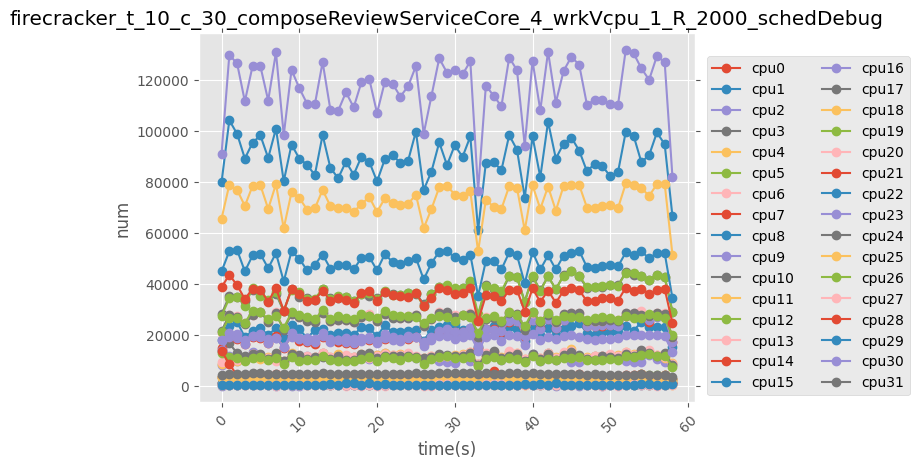 firecracker_t_10_c_30_composeReviewServiceCore_4_wrkVcpu_1_R_2000_schedDebug
120000
100000
80000
60000
40000
20000
0
num
0
10
20
30
40
50
60
time(s)
cpu0
cpu1
cpu2
cpu3
cpu4
cpu5
cpu6
cpu7
cpu8
cpu9
cpu10
cpu11
cpu12
cpu13
cpu14
cpu15
cpu16
cpu17
cpu18
cpu19
cpu20
cpu21
cpu22
cpu23
cpu24
cpu25
cpu26
cpu27
cpu28
cpu29
cpu30
cpu31